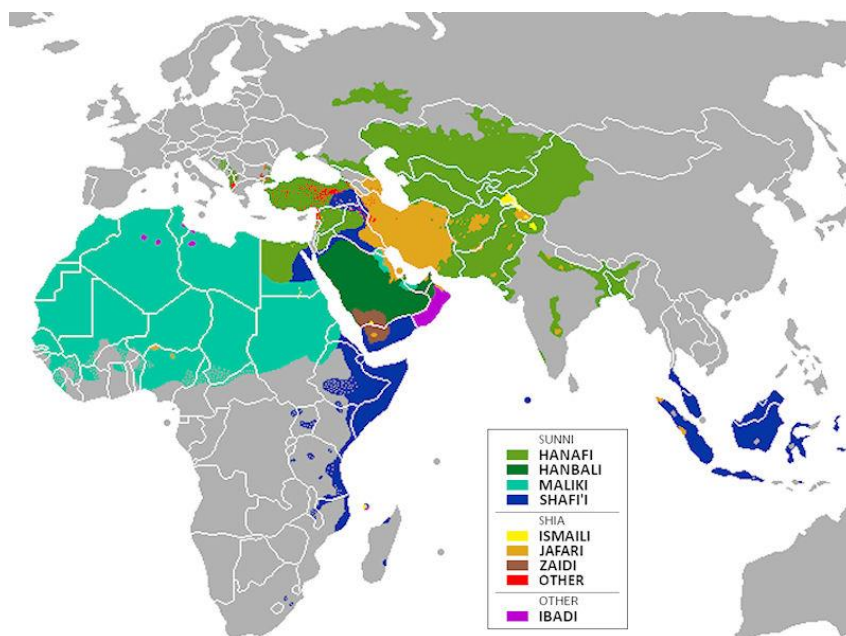 SUNNI
HANAFI
HANBALI
MALIKI
SHAFI'I
SHIA
ISMAILI
JAFARI
ZAIDI
OTHER
OTHER
IBADI